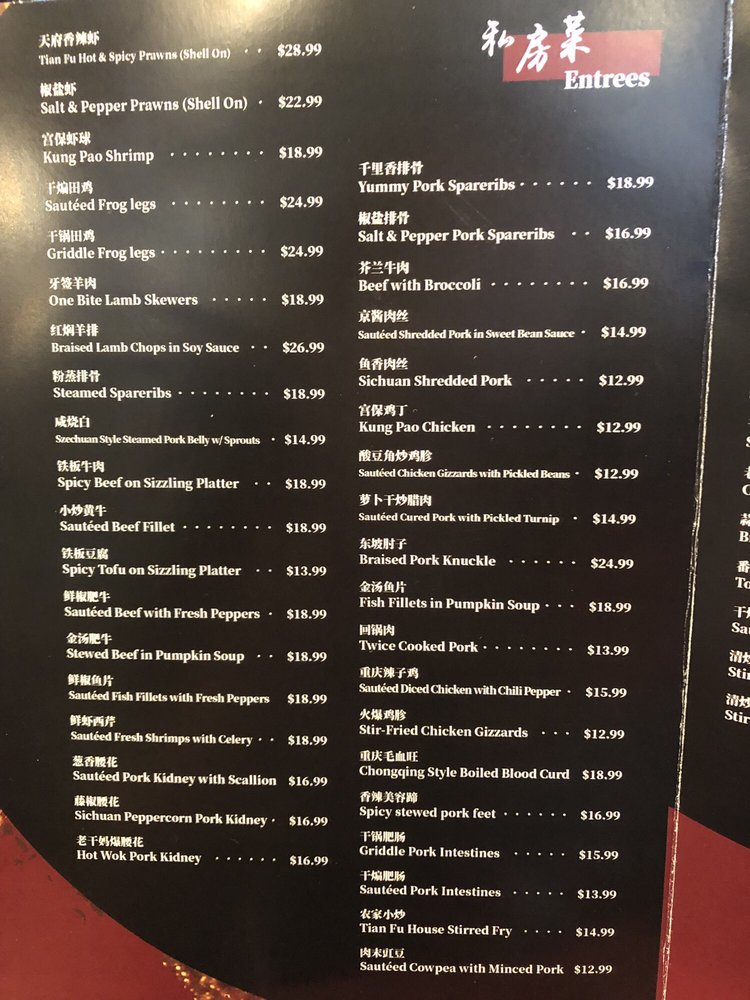 天府香辣虾
Tian Fu Hot & Spicy Prawns (Shell On) · · $28.99
椒盐虾
Salt & Pepper Prawns (Shell On) · $22.99
宫保虾球
Kung Pao Shrimp · · · · · · · $18.99
干煸田鸡
Sautéed Frog legs · · · · · · · $24.99
干锅田鸡
Griddle Frog legs · · · · · · · $24.99
牙签羊肉
One Bite Lamb Skewers · · · · · $18.99
红焖羊排
Braised Lamb Chops in Soy Sauce · · $26.99
粉蒸排骨
Steamed Spareribs · · · · · · · · $18.99
咸烧白
Szechuan Style Steamed Pork Belly w/ Sprouts · $14.99
铁板牛肉
Spicy Beef on Sizzling Platter · · $18.99
小炒黄牛
Sautéed Beef Fillet · · · · · · · · $18.99
铁板豆腐
Spicy Tofu on Sizzling Platter · · $13.99
鲜椒肥牛
Sautéed Beef with Fresh Peppers · $18.99
金汤肥牛
Stewed Beef in Pumpkin Soup · · $18.99
鲜椒鱼片
Sautéed Fish Fillets with Fresh Peppers $18.99
鲜虾西芹
Sautéed Fresh Shrimps with Celery · · $18.99
葱香腰花
Sautéed Pork Kidney with Scallion $16.99
藤椒腰花
Sichuan Peppercorn Pork Kidney · $16.99
老干妈爆腰花
Hot Wok Pork Kidney · · · · · · $16.99
私房菜
Entrees
千里香排骨
Yummy Pork Spareribs · · · · · · $18.99
椒盐排骨
Salt & Pepper Pork Spareribs · · $16.99
芥兰牛肉
Beef with Broccoli · · · · · · · · $16.99
京酱肉丝
Sautéed Shredded Pork in Sweet Bean Sauce · $14.99
鱼香肉丝
Sichuan Shredded Pork · · · · · $12.99
宫保鸡丁
Kung Pao Chicken · · · · · · · · $12.99
酸豆角炒鸡胗
Sautéed Chicken Gizzards with Pickled Beans · $12.99
萝卜干炒腊肉
Sautéed Cured Pork with Pickled Turnip · $14.99
东坡肘子
Braised Pork Knuckle · · · · · · $24.99
金汤鱼片
Fish Fillets in Pumpkin Soup · · · $18.99
回锅肉
Twice Cooked Pork · · · · · · · · $13.99
重庆辣子鸡
Sautéed Diced Chicken with Chili Pepper · $15.99
火爆鸡胗
Stir-Fried Chicken Gizzards · · · $12.99
重庆毛血旺
Chongqing Style Boiled Blood Curd $18.99
香辣美容蹄
Spicy stewed pork feet · · · · · · $16.99
干锅肥肠
Griddle Pork Intestines · · · · · $15.99
干煸肥肠
Sautéed Pork Intestines · · · · · $13.99
农家小炒
Tian Fu House Stirred Fry · · · · $14.99
肉末豇豆
Sautéed Cowpea with Minced Pork $12.99